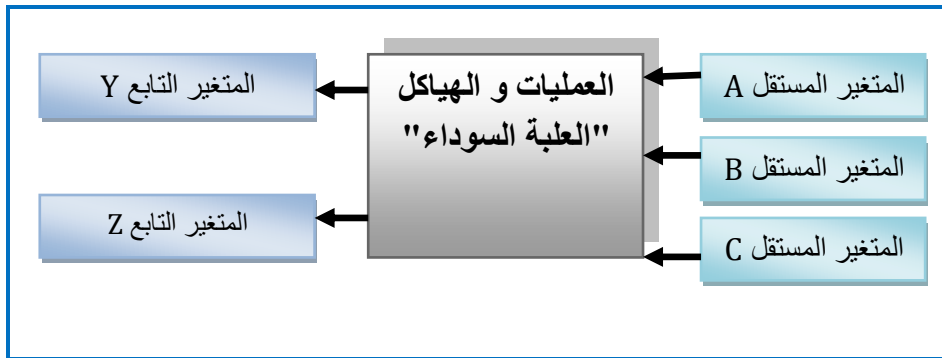 المتغير المستقل A
المتغير المستقل B
المتغير المستقل C
العمليات و الهياكل
"العلبة السوداء"
المتغير التابع Y
المتغير التابع Z